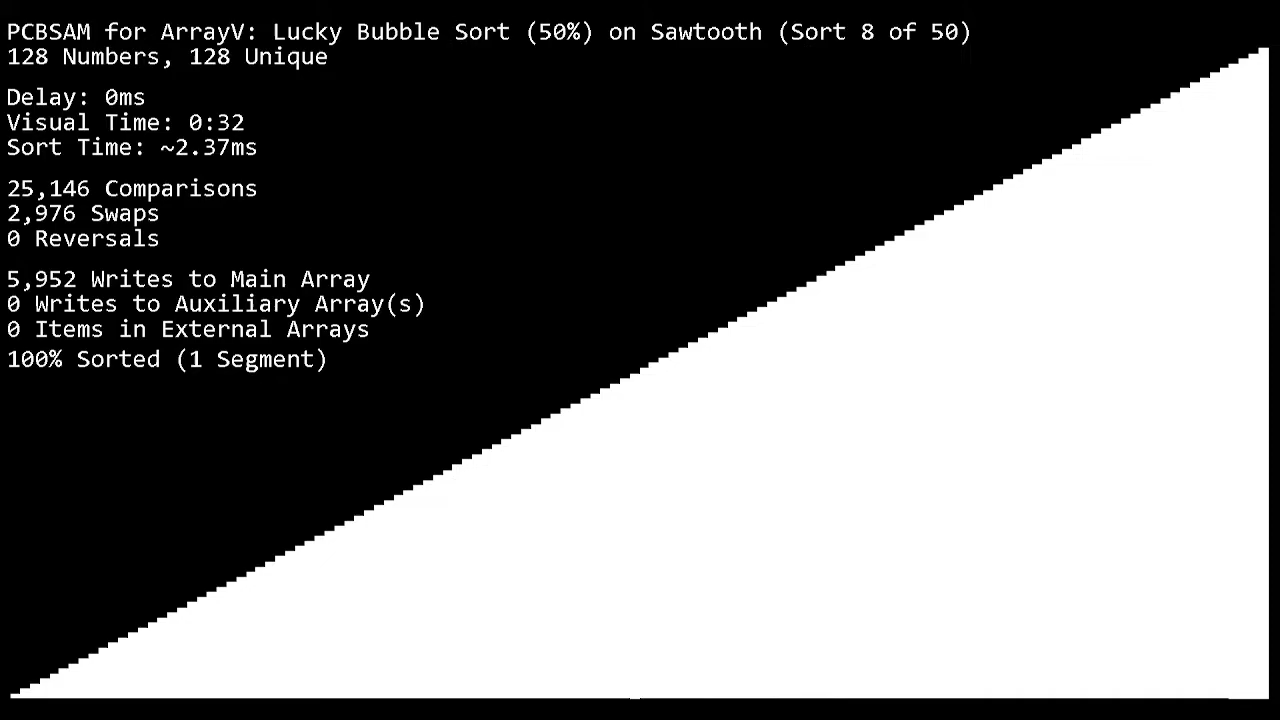 PCBSAM for ArrayV: Lucky Bubble Sort (50%) on Sawtooth (Sort 8 of 50)
128 Numbers, 128 Unique
Delay: 0ms
Visual Time: 0:32
Sort Time: ~2.37ms
25,146 Comparisons
2,976 Swaps
0 Reversals
5,952 Writes to Main Array
0 Writes to Auxiliary Array(s)
0 Items in External Arrays
100% Sorted (1 Segment)